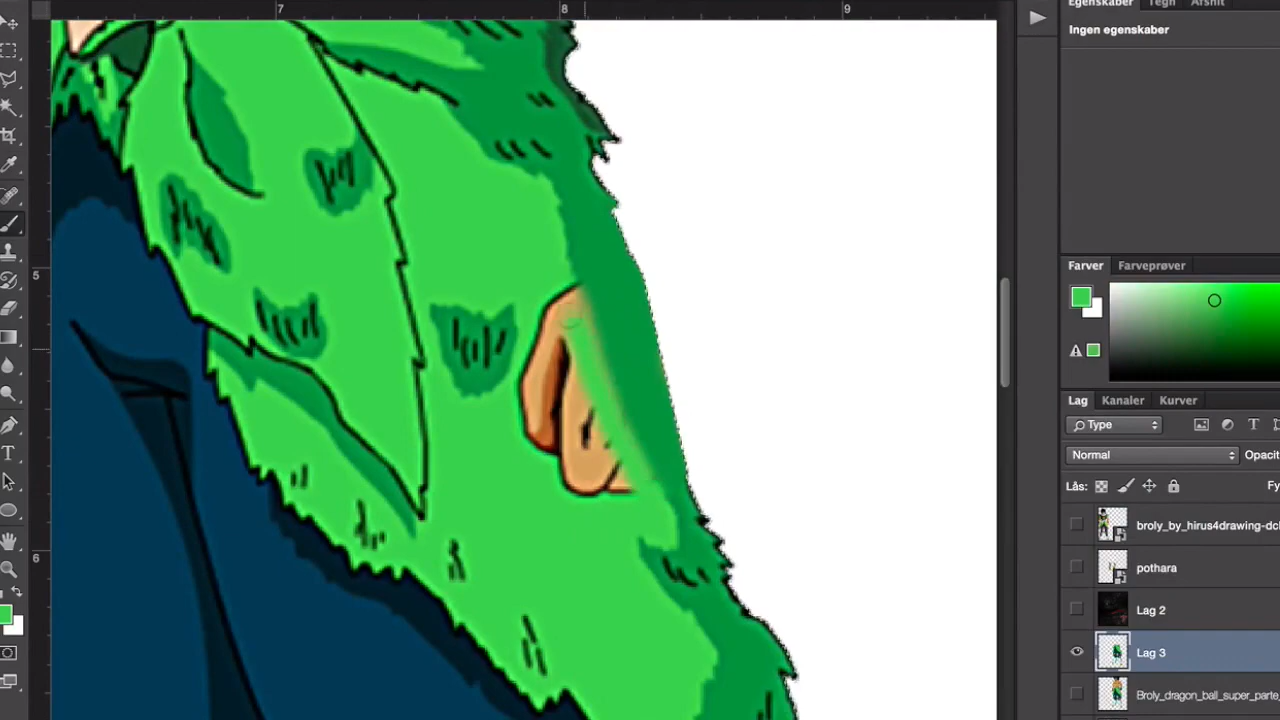 7
8
9
Egenskaber
Tegn
Afsnit
Ingen egenskaber
5
6
Farver
Farveprøver
Lag
Kanaler
Kurver
Type
Normal
Opacit
Lås:
Fy
broly_by_hirus4drawing-dcl
pothara
Lag 2
Lag 3
Broly_dragon_ball_super_parte